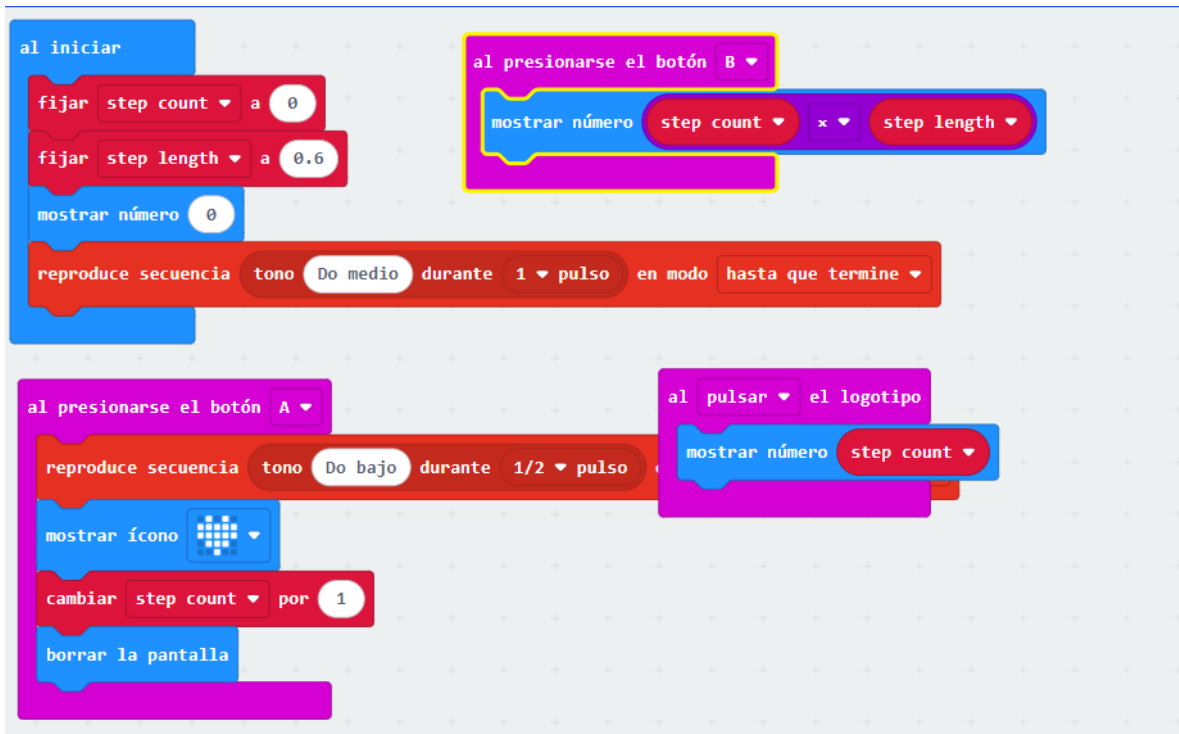 al iniciar
fijar step count a 0
fijar step length a 0.6
mostrar número 0
reproduce secuencia tono Do medio durante 1 pulso en modo hasta que termine
al presionarse el botón B
mostrar número step count × step length
al presionarse el botón A
reproduce secuencia tono Do bajo durante 1/2 pulso
mostrar ícono
cambiar step count por 1
borrar la pantalla
al pulsar el logotipo
mostrar número step count